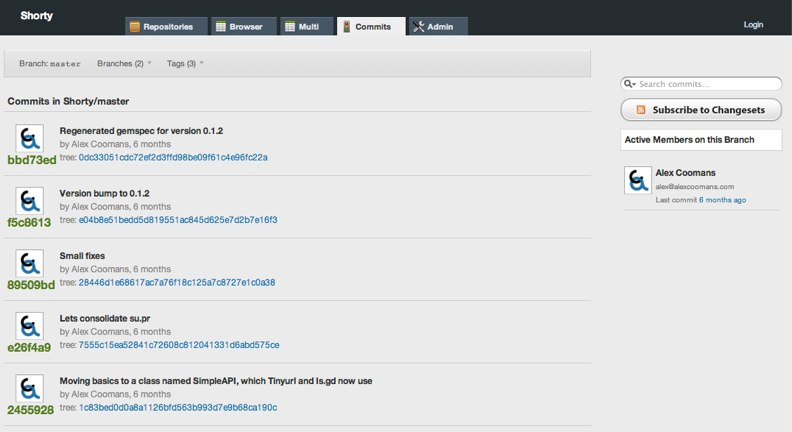 Shorty
Repositories
Browser
Multi
Commits
Admin
Login
Branch: master
Branches (2)
Tags (3)
Search commits...
Subscribe to Changesets
Active Members on this Branch
Alex Coomans
alex@alexcoomans.com
Last commit 6 months ago
Commits in Shorty/master
Regenerated gemspec for version 0.1.2
by Alex Coomans, 6 months
bbd73ed
tree: 0dc33051cdc72ef2d3ffd98be09f61c4e96fc22a
Version bump to 0.1.2
by Alex Coomans, 6 months
f5c8613
tree: e04b8e51bedd5d819551ac845d625e7d2b7e16f3
Small fixes
by Alex Coomans, 6 months
89509bd
tree: 28446d1e68617ac7a76f18c125a7c8727e1c0a38
Lets consolidate su.pr
by Alex Coomans, 6 months
e26f4a9
tree: 7555c15ea52841c72608c812041331d6abd575ce
Moving basics to a class named SimpleAPI, which Tinyurl and Is.gd now use
by Alex Coomans, 6 months
2455928
tree: 1c83bed0d0a8a1126bfd563b993d7e9b68ca190c